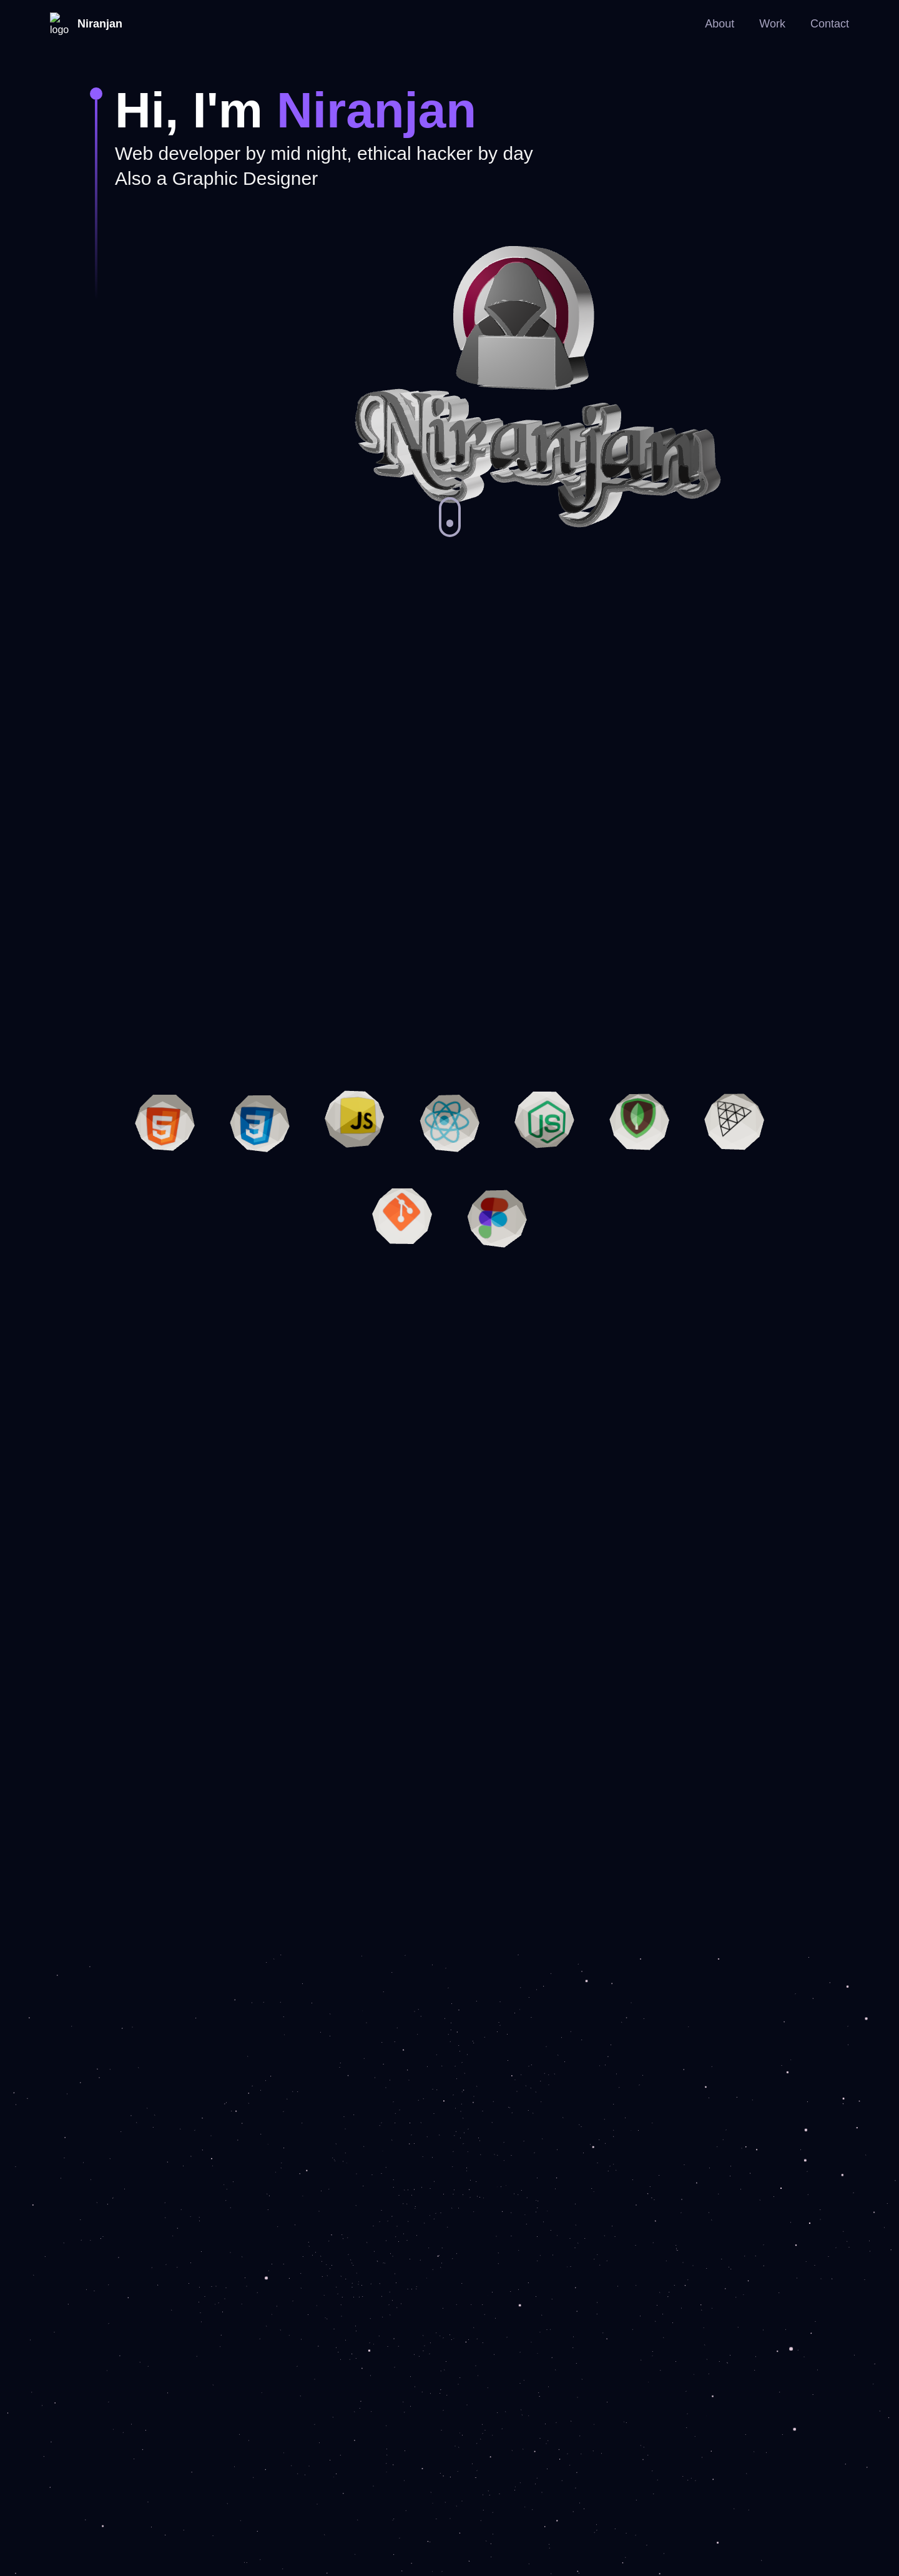 logo
Niranjan
About
Work
Contact
Hi, I'm Niranjan
Web developer by mid night, ethical hacker by day
Also a Graphic Designer
Niranjan
5
3
JS
JS